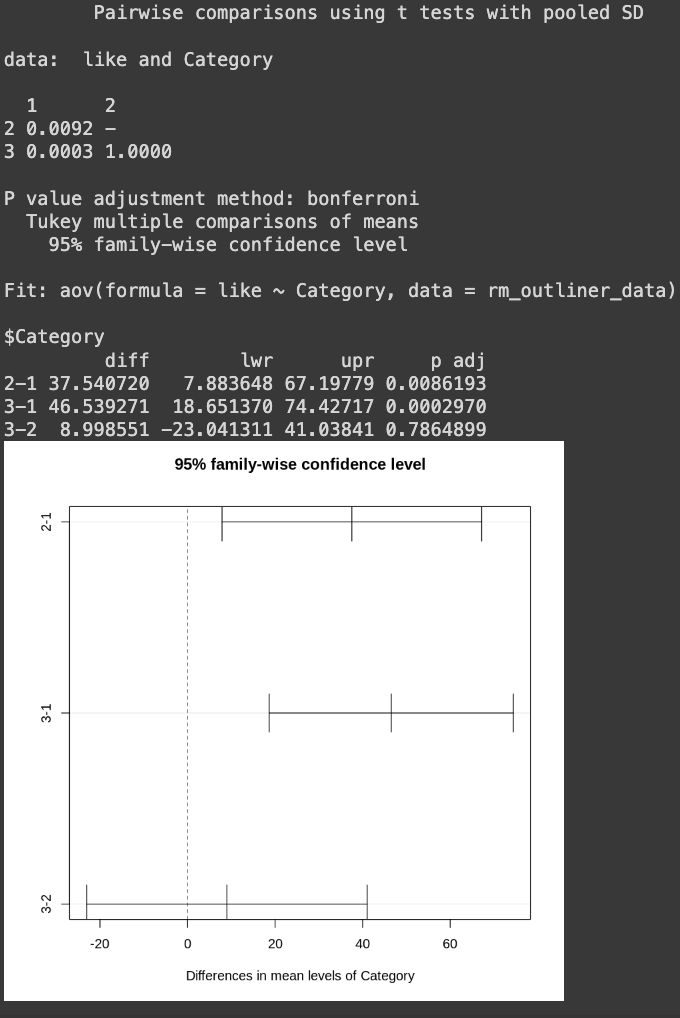 Pairwise comparisons using t tests with pooled SD
data:  like and Category
1      2
2 0.0092 –
3 0.0003 1.0000
P value adjustment method: bonferroni
Tukey multiple comparisons of means
95% family-wise confidence level
Fit: aov(formula = like ~ Category, data = rm_outliner_data)
$Category
diff        lwr      upr     p adj
2-1 37.540720   7.883648 67.19779 0.0086193
3-1 46.539271  18.651370 74.42717 0.0002970
3-2  8.998551 -23.041311 41.03841 0.7864899
95% family-wise confidence level
2-1
3-1
3-2
-20 0 20 40 60
Differences in mean levels of Category